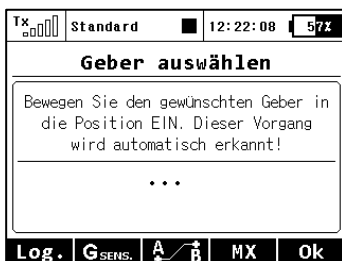 Tx Standard 12:22:08 57%
Geber auswählen
Bewegen Sie den gewünschten Geber in
die Position EIN. Dieser Vorgang
wird automatisch erkannt!
...
Log. GSENS. A B MX Ok